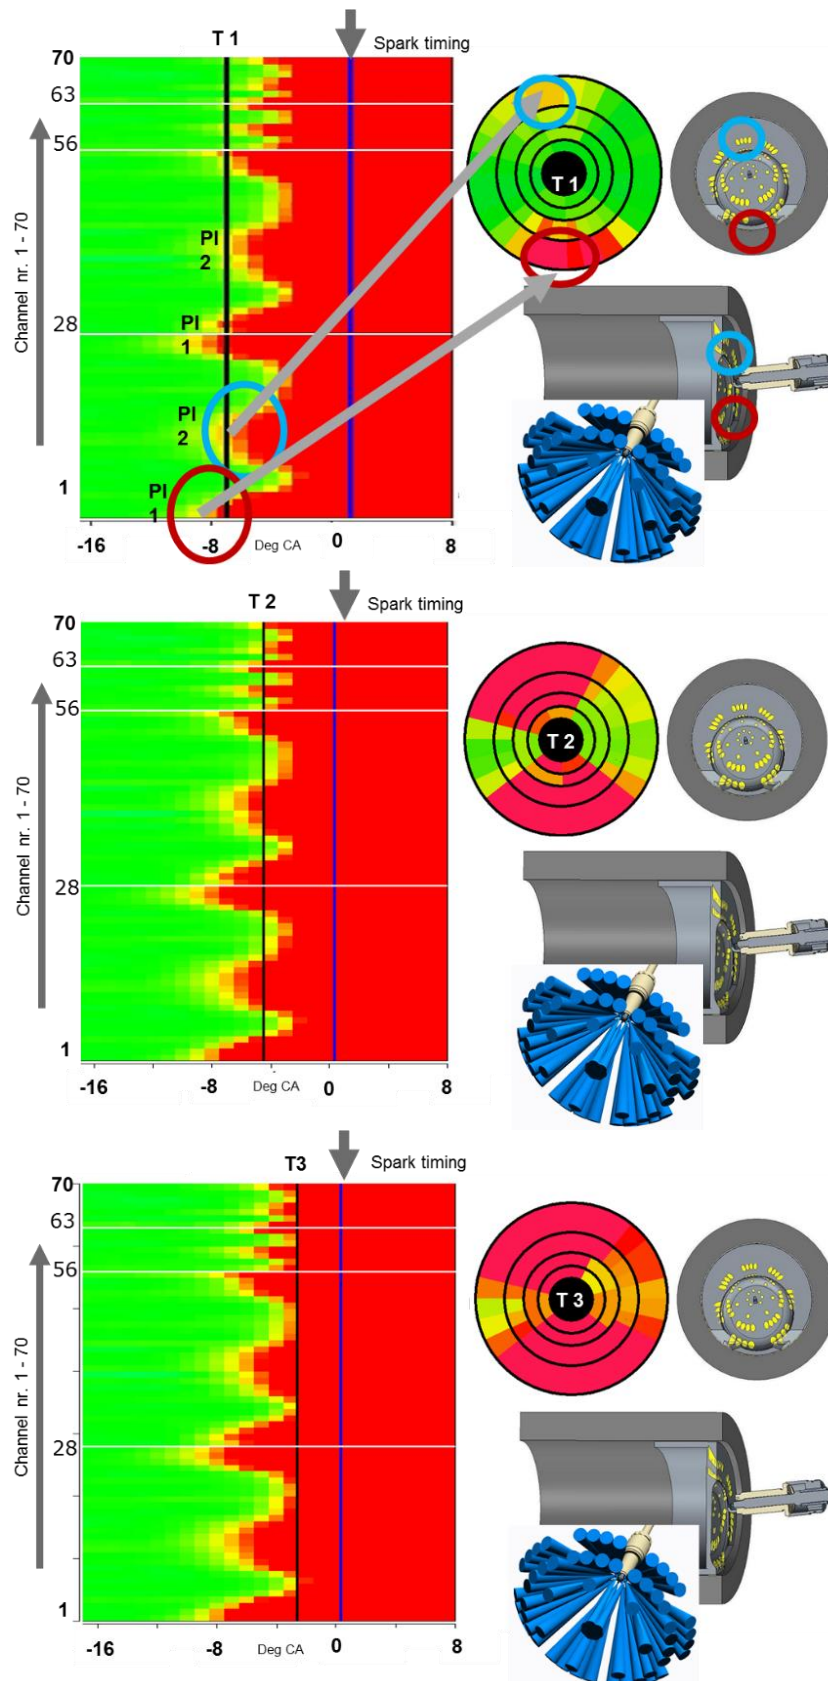 T 1
Spark timing
70
63
56
28
1
Channel nr. 1 - 70
PI
2
PI
1
PI
2
PI
1
-16
-8
Deg CA
0
8
T 1
T 2
Spark timing
70
63
56
28
1
Channel nr. 1 - 70
-16
-8
Deg CA
0
8
T 2
T3
Spark timing
70
63
56
28
1
Channel nr. 1 - 70
-16
-8
Deg CA
0
8
T 3